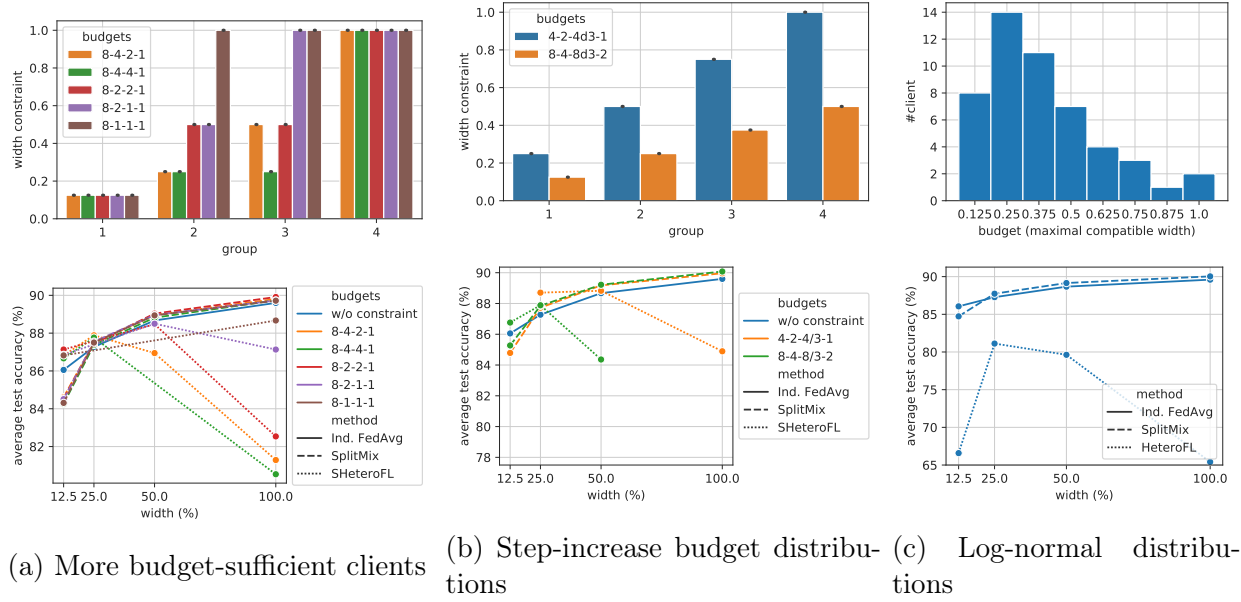 1.0
0.8
0.6
0.4
0.2
0.0
width constraint
budgets
8-4-2-1
8-4-4-1
8-2-2-1
8-2-1-1
8-1-1-1
1 2 3 4
group
1.0
0.8
0.6
0.4
0.2
0.0
width constraint
budgets
4-2-4d3-1
8-4-8d3-2
1 2 3 4
group
14
12
10
8
6
4
2
0
#client
0.125 0.25 0.375 0.5 0.625 0.75 0.875 1.0
budget (maximal compatible width)
90
88
86
84
82
average test accuracy (%)
12.5 25.0 50.0 100.0
width (%)
budgets
w/o constraint
8-4-2-1
8-4-4-1
8-2-2-1
8-2-1-1
8-1-1-1
method
Ind. FedAvg
SplitMix
SHeteroFL
90
88
86
84
82
80
78
average test accuracy (%)
12.5 25.0 50.0 100.0
width (%)
budgets
w/o constraint
4-2-4/3-1
8-4-8/3-2
method
Ind. FedAvg
SplitMix
SHeteroFL
90
85
80
75
70
65
average test accuracy (%)
12.5 25.0 50.0 100.0
width (%)
method
Ind. FedAvg
SplitMix
HeteroFL
(a) More budget-sufficient clients
(b) Step-increase budget distribu-
tions
(c) Log-normal distribu-
tions